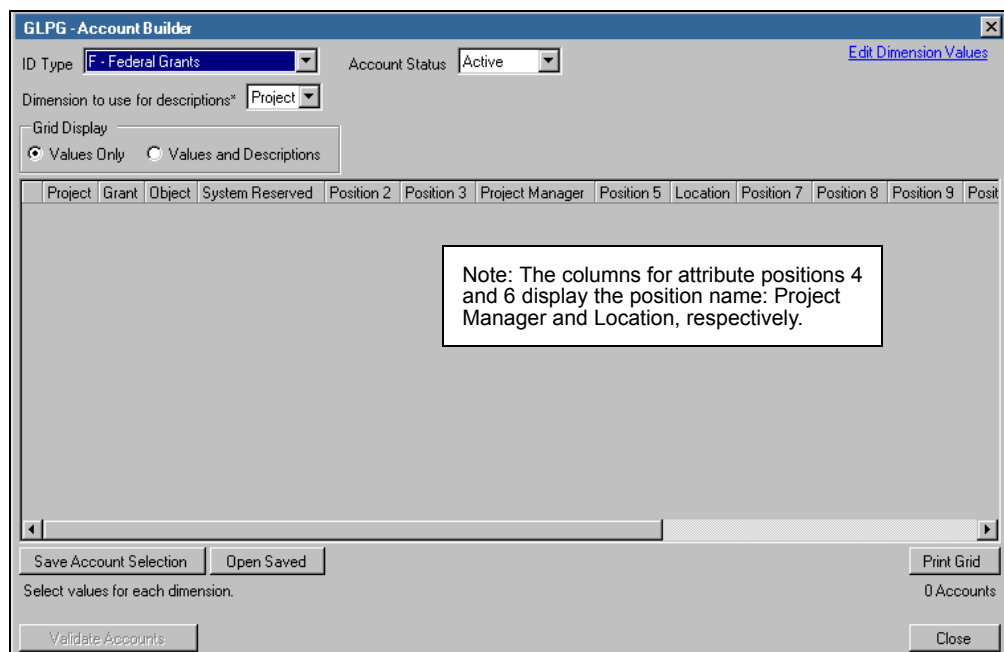 GLPG - Account Builder
ID Type F - Federal Grants Account Status Active Edit Dimension Values
Dimension to use for descriptions* Project
Grid Display
Values Only Values and Descriptions
Project Grant Object System Reserved Position 2 Position 3 Project Manager Position 5 Location Position 7 Position 8 Position 9 Posit
Note: The columns for attribute positions 4
and 6 display the position name: Project
Manager and Location, respectively.
Save Account Selection Open Saved Print Grid
Select values for each dimension. 0 Accounts
Validate Accounts Close